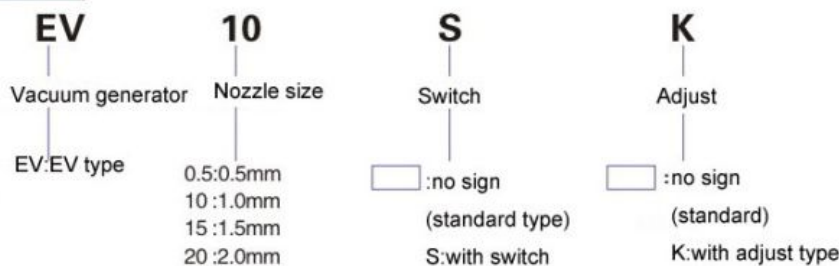 EV 10 S K
Vacuum generator Nozzle size Switch Adjust
EV:EV type
0.5:0.5mm
10 :1.0mm
15 :1.5mm
20 :2.0mm
:no sign
(standard type)
S:with switch
:no sign
(standard)
K:with adjust type